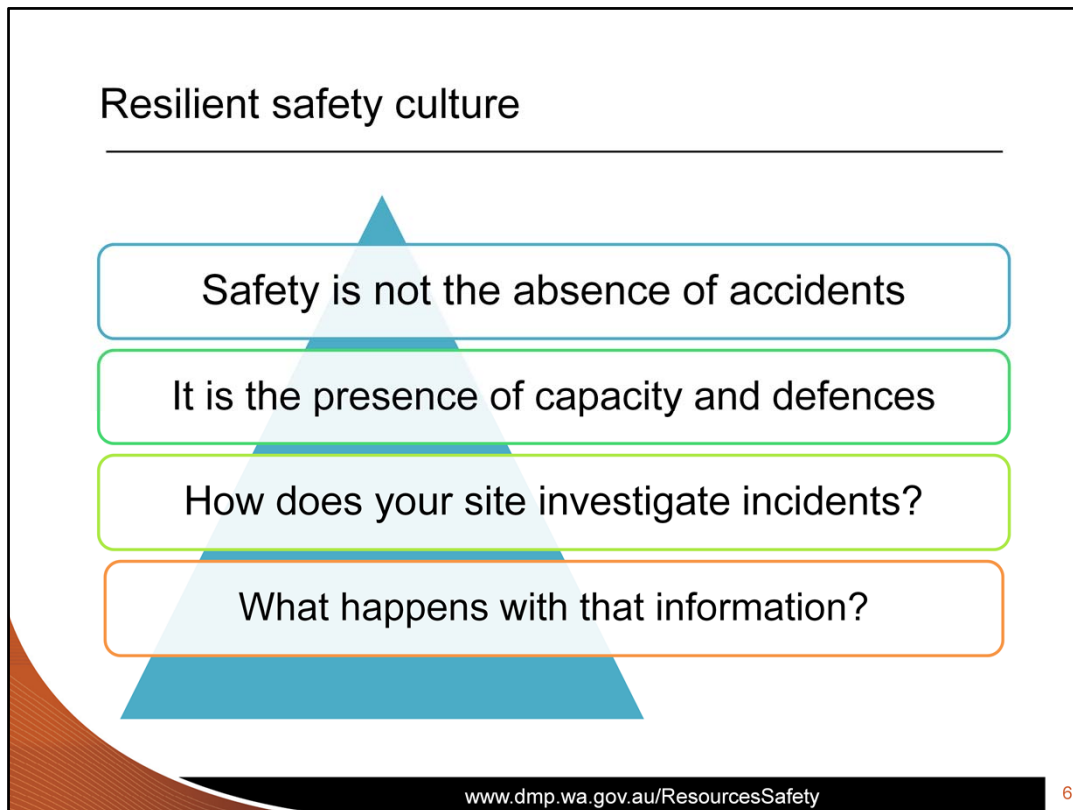 Resilient safety culture
Safety is not the absence of accidents
It is the presence of capacity and defences
How does your site investigate incidents?
What happens with that information?
www.dmp.wa.gov.au/ResourcesSafety
6